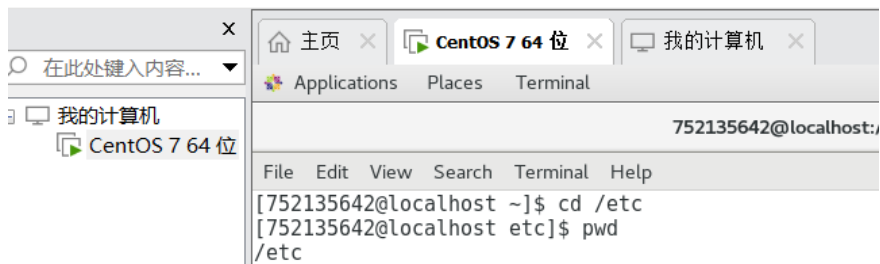 主页
CentOS 7 64 位
我的计算机
在此处键入内容...
Applications Places Terminal
我的计算机
CentOS 7 64 位
752135642@localhost:/
File Edit View Search Terminal Help
[752135642@localhost ~]$ cd /etc
[752135642@localhost etc]$ pwd
/etc